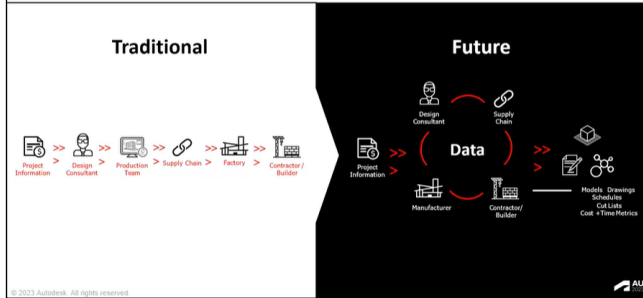 Traditional
>> >> >> >> >>
Project Information
> Design Consultant
> Production Team
> Supply Chain
> Factory
> Contractor/ Builder
Future
Design
Consultant
Supply
Chain
Project
Information
>>
>
Data
>>
>
Manufacturer
Contractor/
Builder
Models Drawings
Schedules
Cut Lists
Cost +Time Metrics
© 2023 Autodesk. All rights reserved.